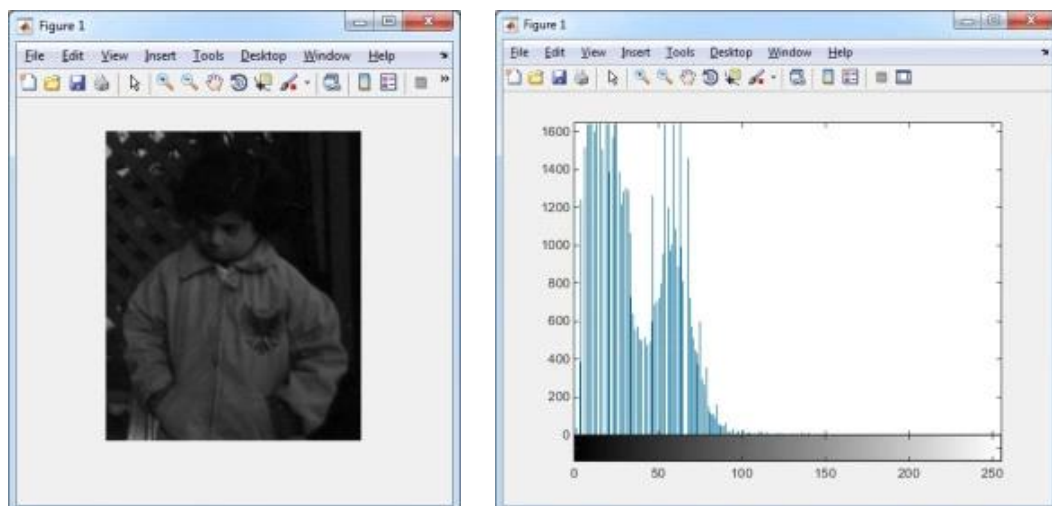 Figure 1
File Edit View Insert Tools Desktop Window Help
Figure 1
File Edit View Insert Tools Desktop Window Help
1600
1400
1200
1000
800
600
400
200
0
0 50 100 150 200 250